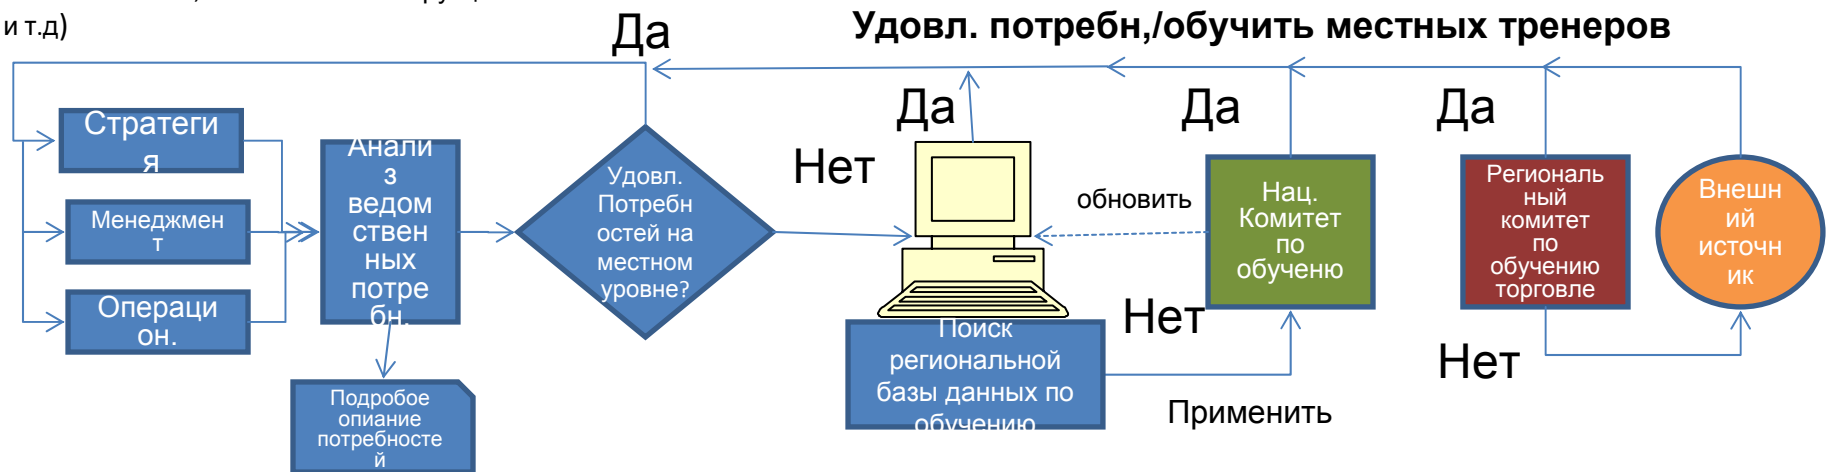 и т.д)
Да
Удовл. потребн,/обучить местных тренеров
Стратеги
я
Менеджмен
т
Операци
он.
Анали
з
ведом
ствен
ных
потре
бн.
Подробое
опиание
потребносте
й
Удовл.
Потребн
остей на
местном
уровне?
Нет
Да
Поиск
региональной
базы данных по
обучению
обновить
Нет
Применить
Да
Нац.
Комитет
по
обученю
Да
Региональ
ный
комитет
по
обучению
торговле
Нет
Внешн
ий
источн
ик